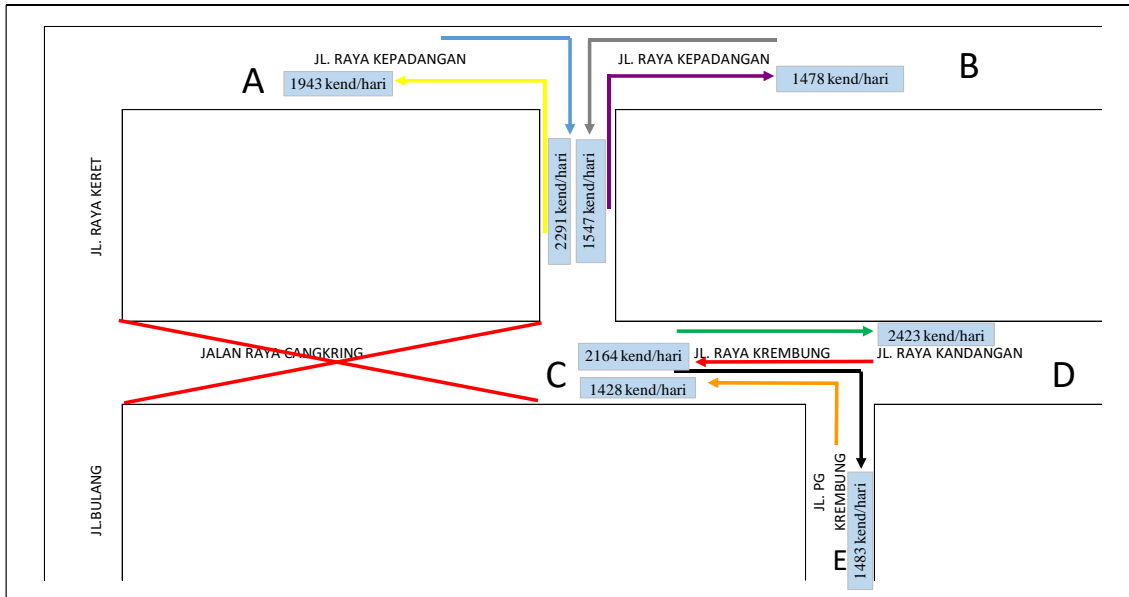 JL. RAYA KEPADANGAN
JL. RAYA KEPADANGAN
A
1943 kend/hari
1478 kend/hari
B
JL. RAYA KERET
2291 kend/hari
1547 kend/hari
2423 kend/hari
JALAN RAYA CANGKRING
2164 kend/hari
JL. RAYA KREMBUNG
JL. RAYA KANDANGAN
C
1428 kend/hari
D
JL.BULANG
JL. PG
KREMBUNG
E
1483 kend/hari